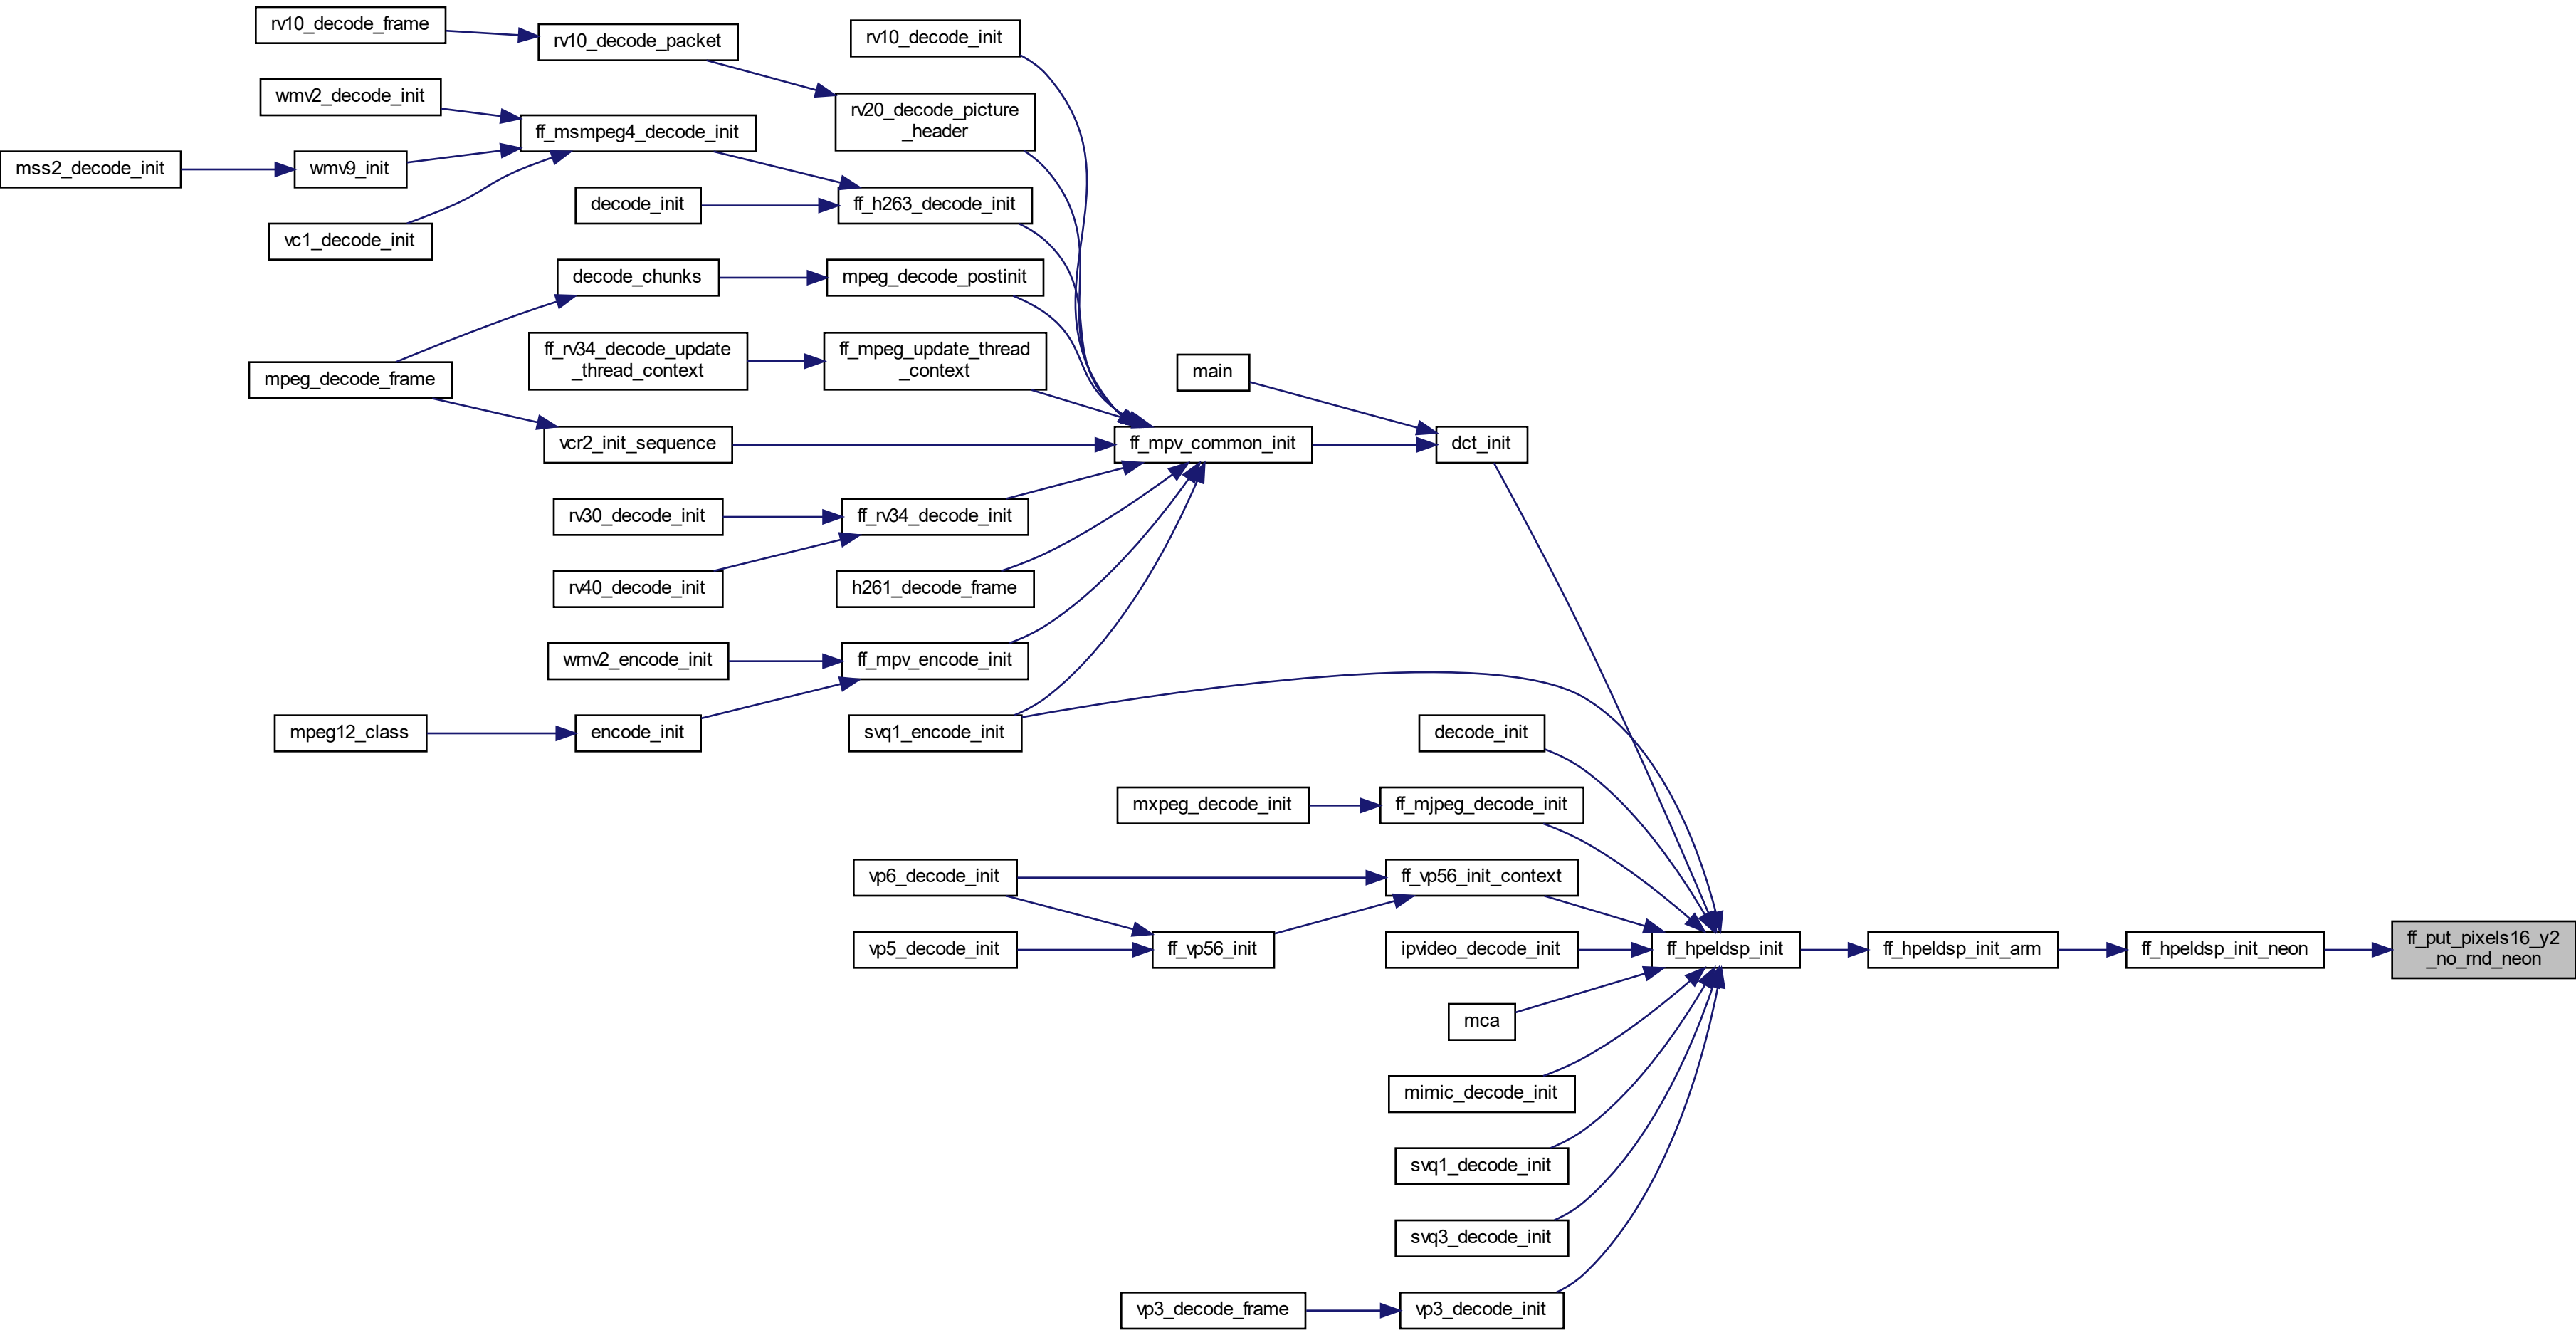 rv10_decode_frame
rv10_decode_packet
rv10_decode_init
wmv2_decode_init
rv20_decode_picture
_header
ff_msmpeg4_decode_init
mss2_decode_init
wmv9_init
decode_init
ff_h263_decode_init
vc1_decode_init
decode_chunks
mpeg_decode_postinit
ff_rv34_decode_update
_thread_context
ff_mpeg_update_thread
_context
main
mpeg_decode_frame
vcr2_init_sequence
ff_mpv_common_init
dct_init
rv30_decode_init
ff_rv34_decode_init
rv40_decode_init
h261_decode_frame
wmv2_encode_init
ff_mpv_encode_init
mpeg12_class
encode_init
svq1_encode_init
decode_init
mxpeg_decode_init
ff_mjpeg_decode_init
vp6_decode_init
ff_vp56_init_context
vp5_decode_init
ff_vp56_init
ipvideo_decode_init
ff_hpeldsp_init
ff_hpeldsp_init_arm
ff_hpeldsp_init_neon
ff_put_pixels16_y2
_no_rnd_neon
mca
mimic_decode_init
svq1_decode_init
svq3_decode_init
vp3_decode_frame
vp3_decode_init